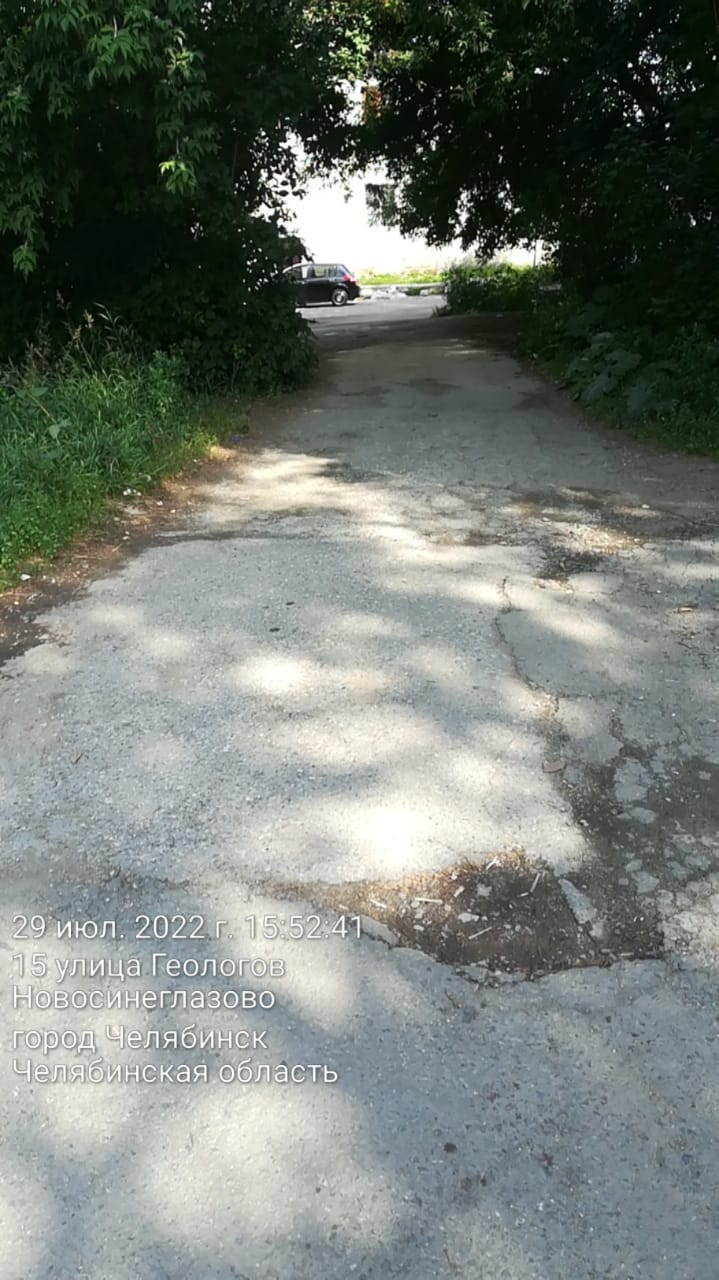 29 июл. 2022 г. 15:52:41
15 улица Геологов
Новосинеглазово
город Челябинск
Челябинская область